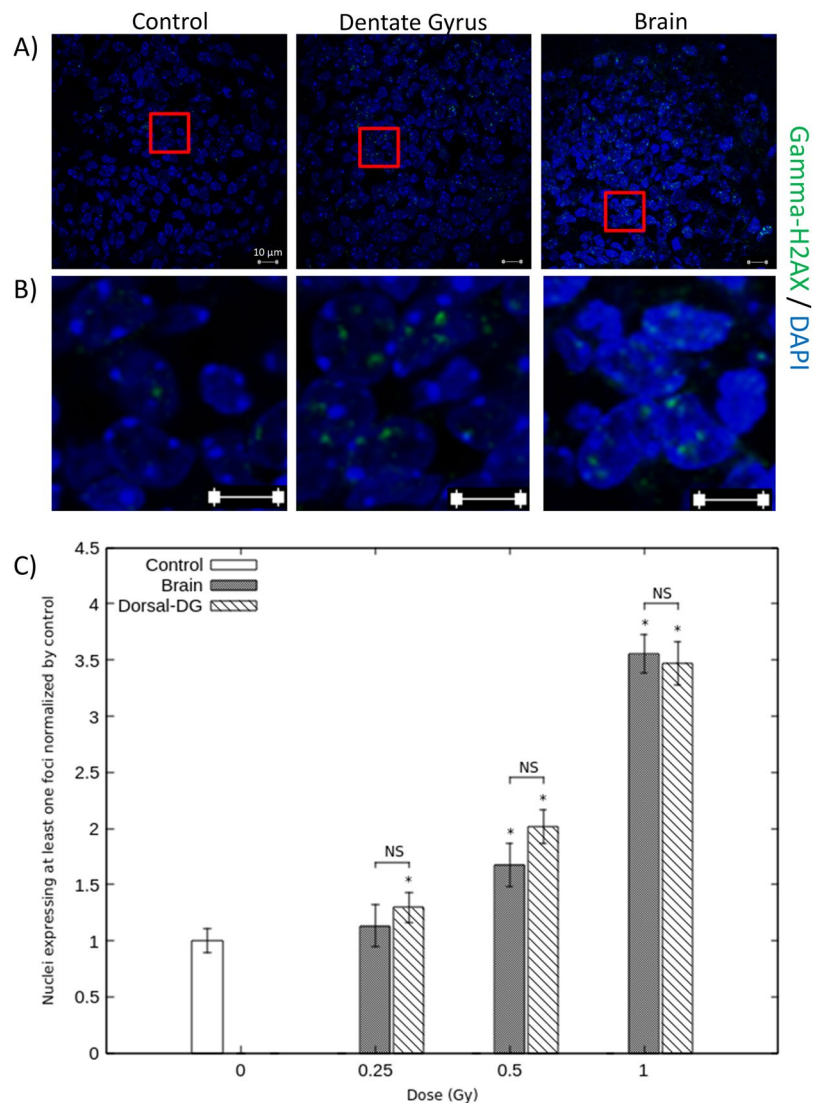 Control Dentate Gyrus Brain
A)
10 µm
B)
Gamma-H2AX / DAPI
C)
Nuclei expressing at least one foci normalized by control
4.5
4
3.5
3
2.5
2
1.5
1
0.5
0
Control
Brain
Dorsal-DG
NS
*
NS
*
*
NS
*
*
0 0.25 0.5 1
Dose (Gy)